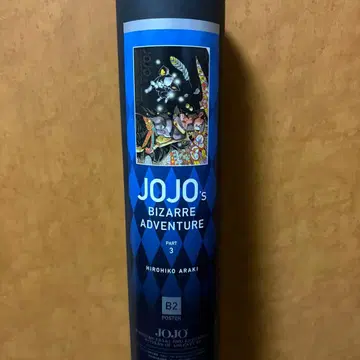 JOJO's
BIZARRE
ADVENTURE
PART
3
HIROHIKO ARAKI
B2
POSTER
JOJO